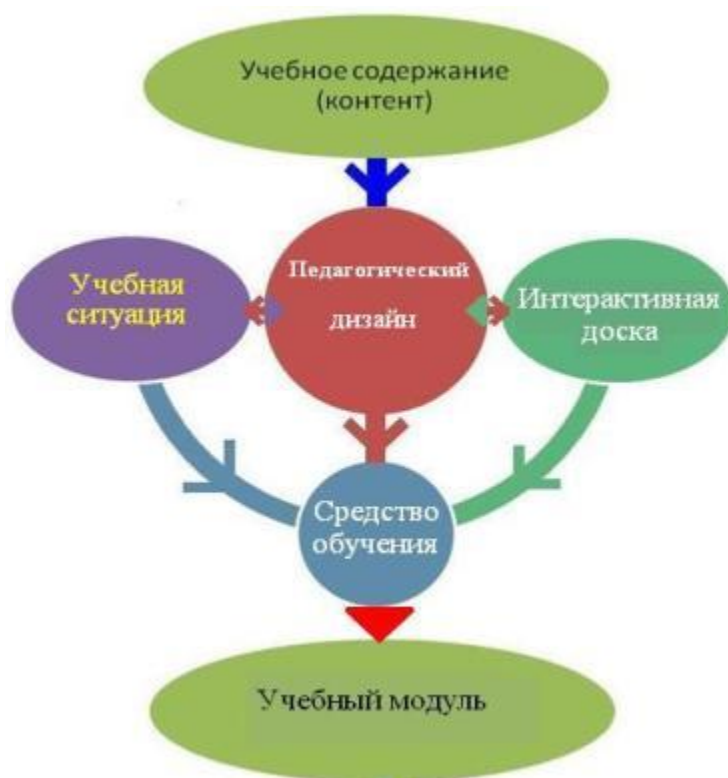 Учебное содержание
(контент)
Педагогический
дизайн
Учебная
ситуация
Интерактивная
доска
Средство
обучения
Учебный модуль